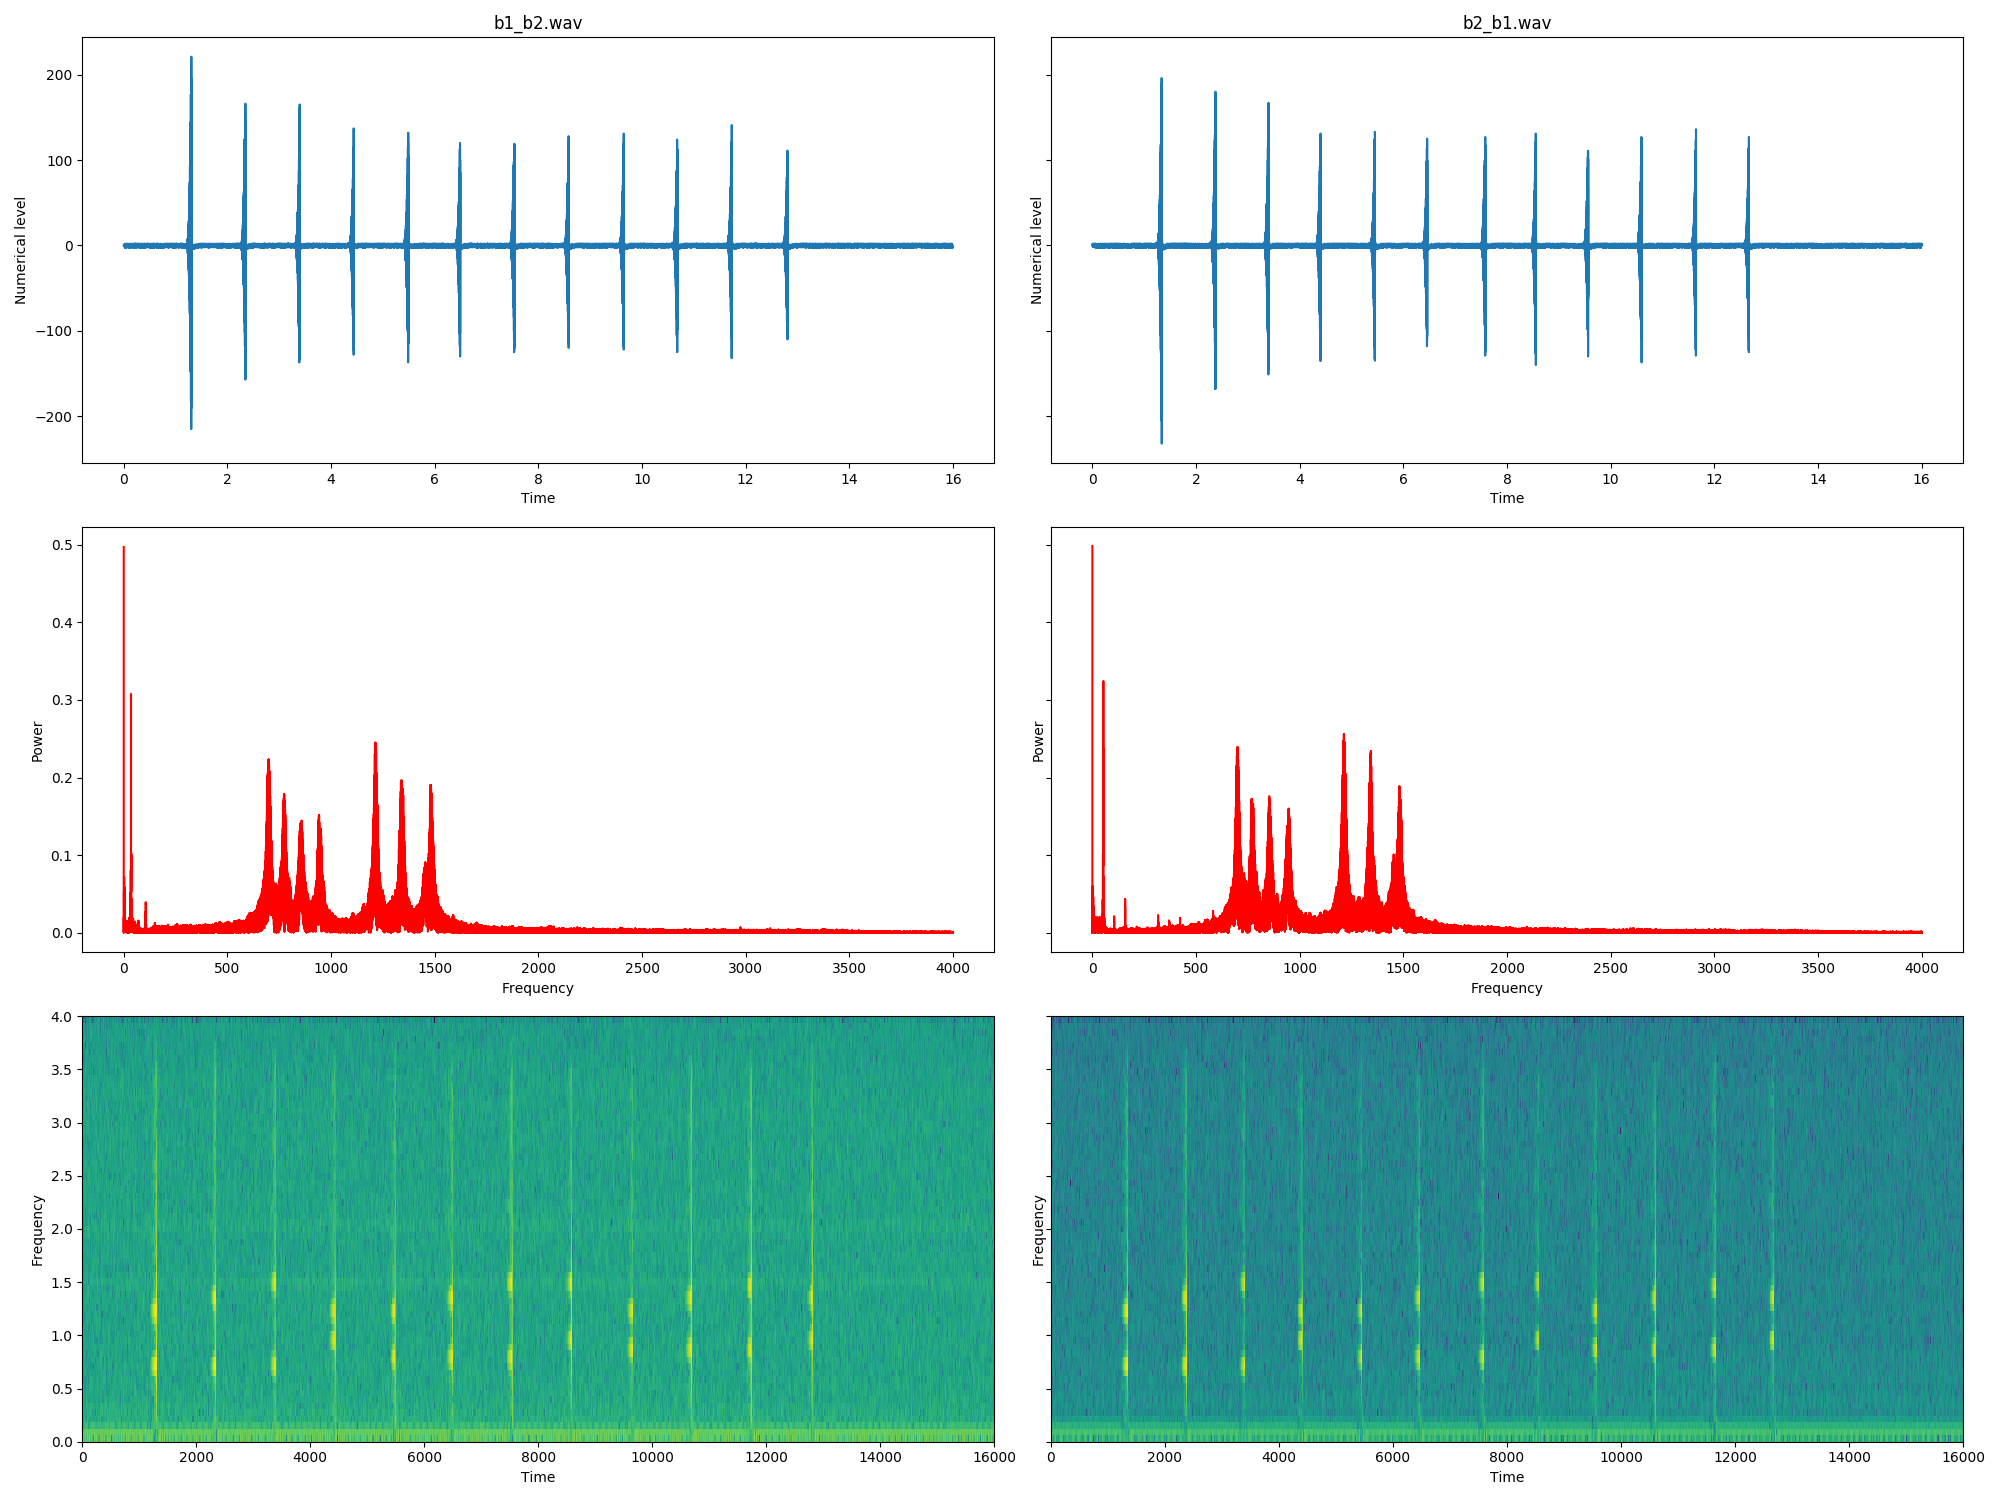 b1_b2.wav
b2_b1.wav
200
100
0
−100
−200
Numerical level
Numerical level
0 2 4 6 8 10 12 14 16
0 2 4 6 8 10 12 14 16
Time
Time
0.5
0.4
0.3
0.2
0.1
0.0
Power
Power
0 500 1000 1500 2000 2500 3000 3500 4000
0 500 1000 1500 2000 2500 3000 3500 4000
Frequency
Frequency
4.0
3.5
3.0
2.5
2.0
1.5
1.0
0.5
0.0
Frequency
Frequency
0 2000 4000 6000 8000 10000 12000 14000 16000
0 2000 4000 6000 8000 10000 12000 14000 16000
Time
Time